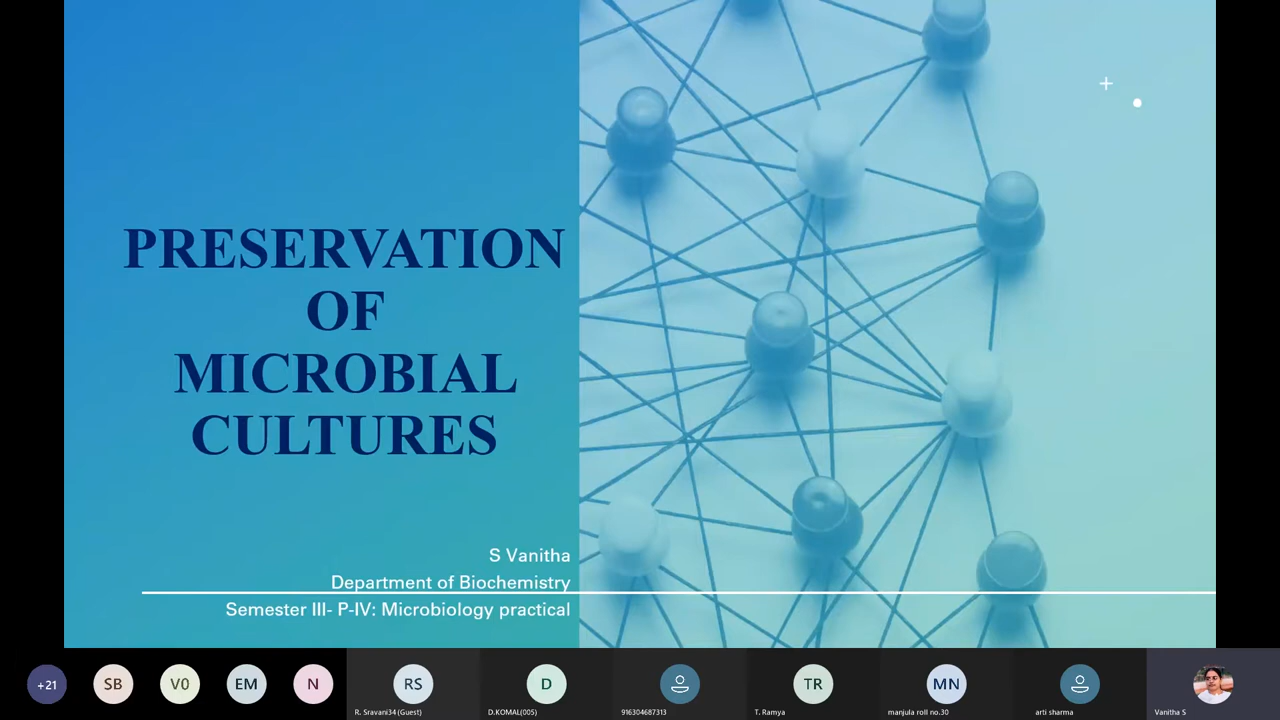 PRESERVATION
OF
MICROBIAL
CULTURES
S Vanitha
Department of Biochemistry
Semester III- P-IV: Microbiology practical
+21
SB
V0
EM
N
RS
D
TR
MN
R. Sravani34 (Guest)
D.KOMAL(005)
916304687313
T. Ramya
manjula roll no.30
arti sharma
Vanitha S